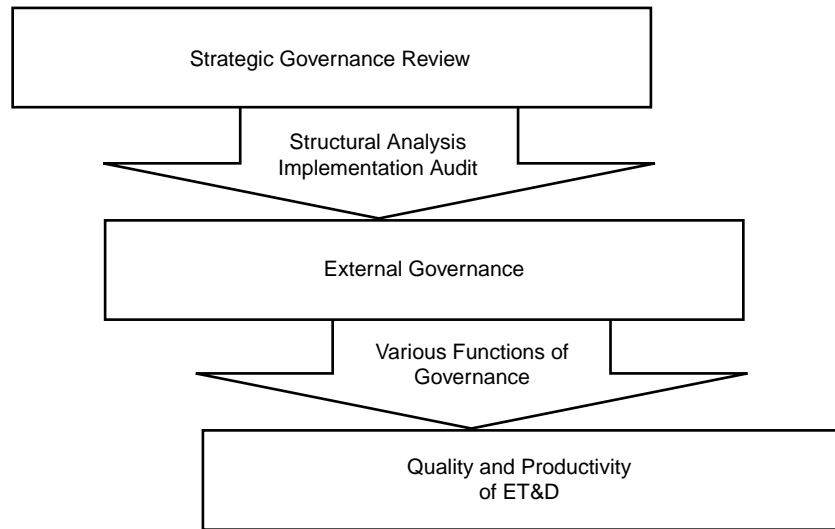 Strategic Governance Review
Structural Analysis
Implementation Audit
External Governance
Various Functions of
Governance
Quality and Productivity
of ET&D